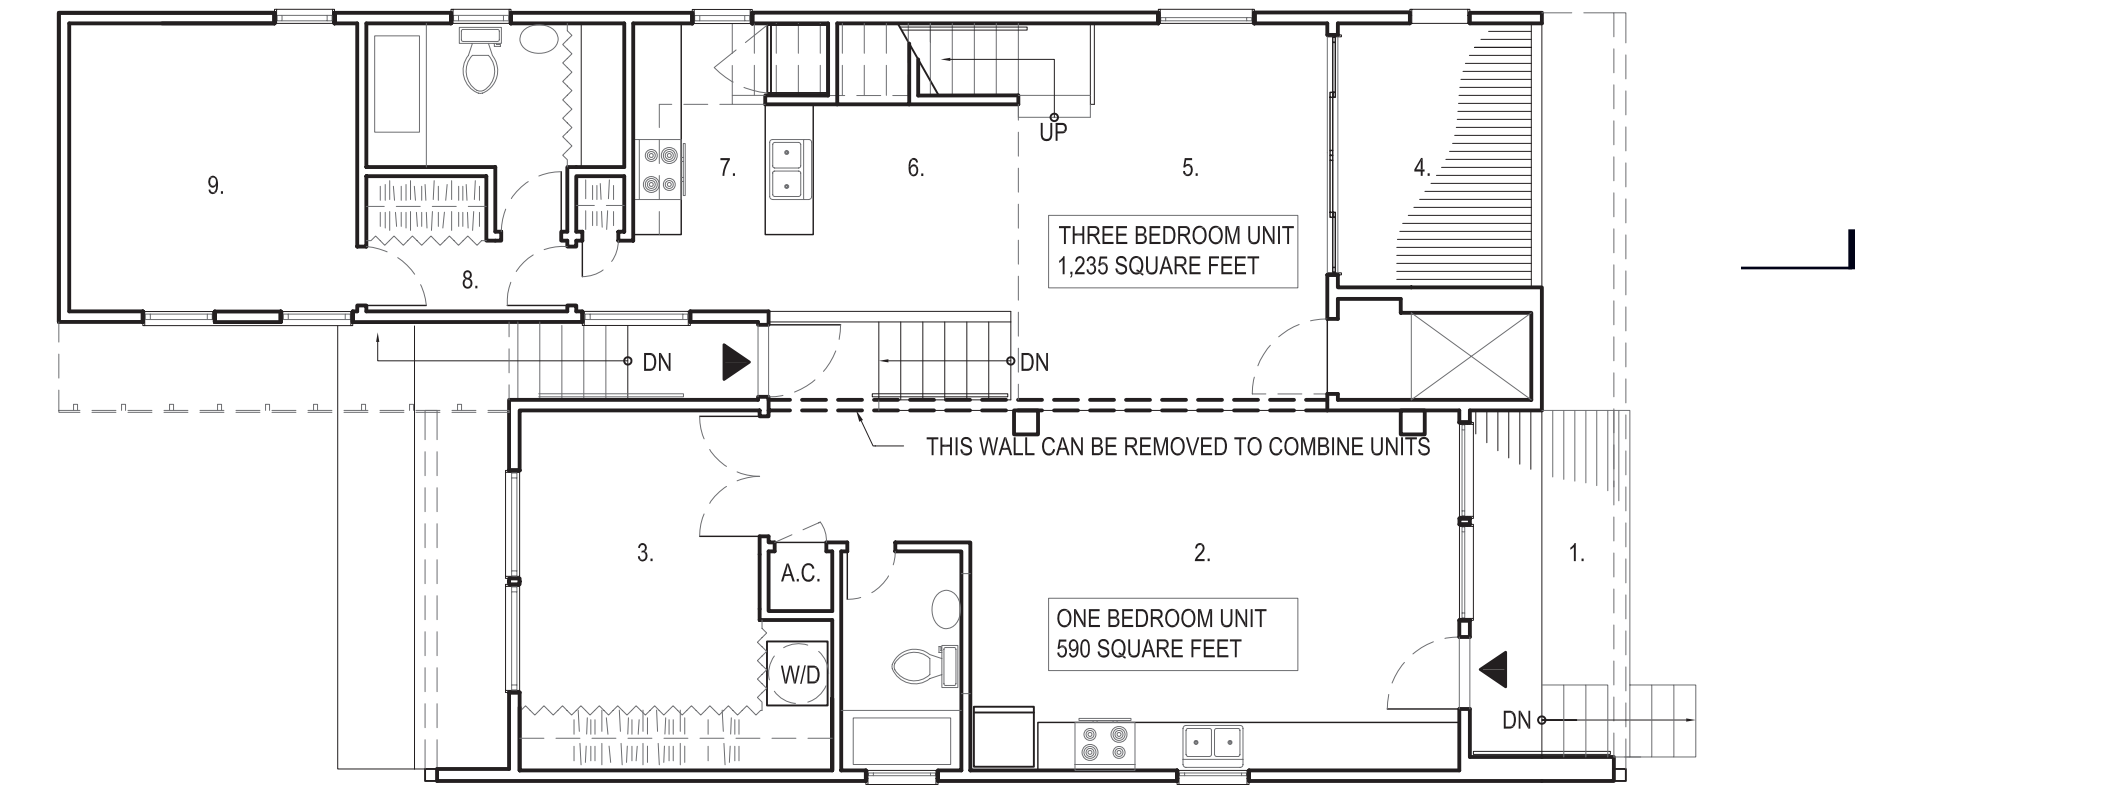 UP
9.
7.
6.
5.
4.
THREE BEDROOM UNIT
1,235 SQUARE FEET
8.
DN
DN
THIS WALL CAN BE REMOVED TO COMBINE UNITS
3.
2.
1.
A.C.
ONE BEDROOM UNIT
590 SQUARE FEET
W/D
DN